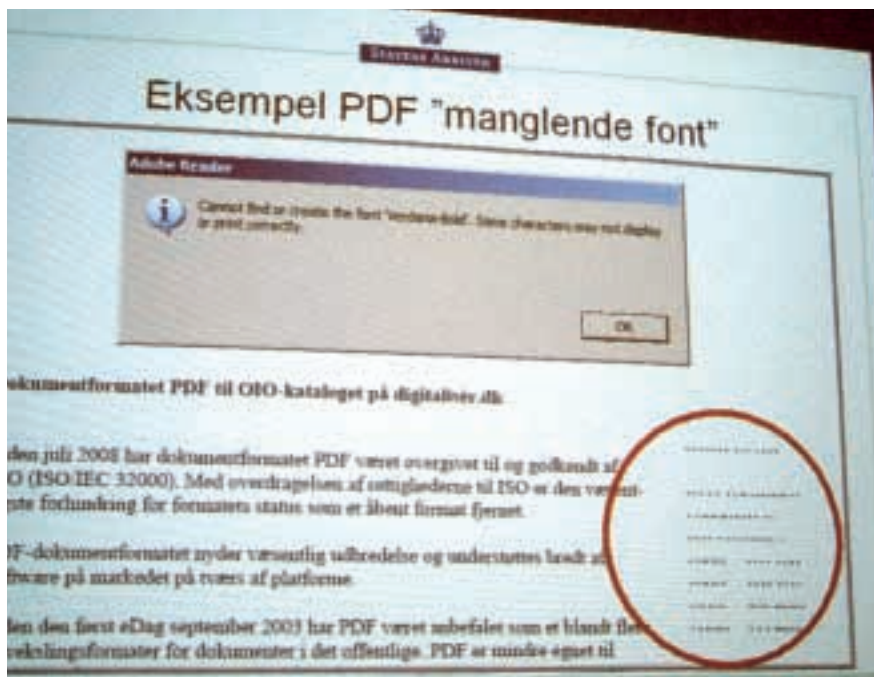 STATENS ARKIVER
Eksempel PDF "manglende font"
Adobe Reader
Cannot find or create the font 'Verdana-Bold'. Some characters may not display
or print correctly.
OK
okumentformatet PDF til OIO-kataloget på digitaliser.dk
den juli 2008 har dokumentformatet PDF været overgivet til og godkendt af
O (ISO IEC 32000). Med overdragelsen af rettighederne til ISO er den væsent-
ste forhindring for formatets status som et åbent format fjernet.
DF-dokumentformatet nyder væsentlig udbredelse og understøttes bredt af
ftware på markedet på tværs af platforme.
den den først eDag september 2003 har PDF været anbefalet som et blandt flere
vekslingsformater for dokumenter i det offentlige. PDF er mindre egnet til